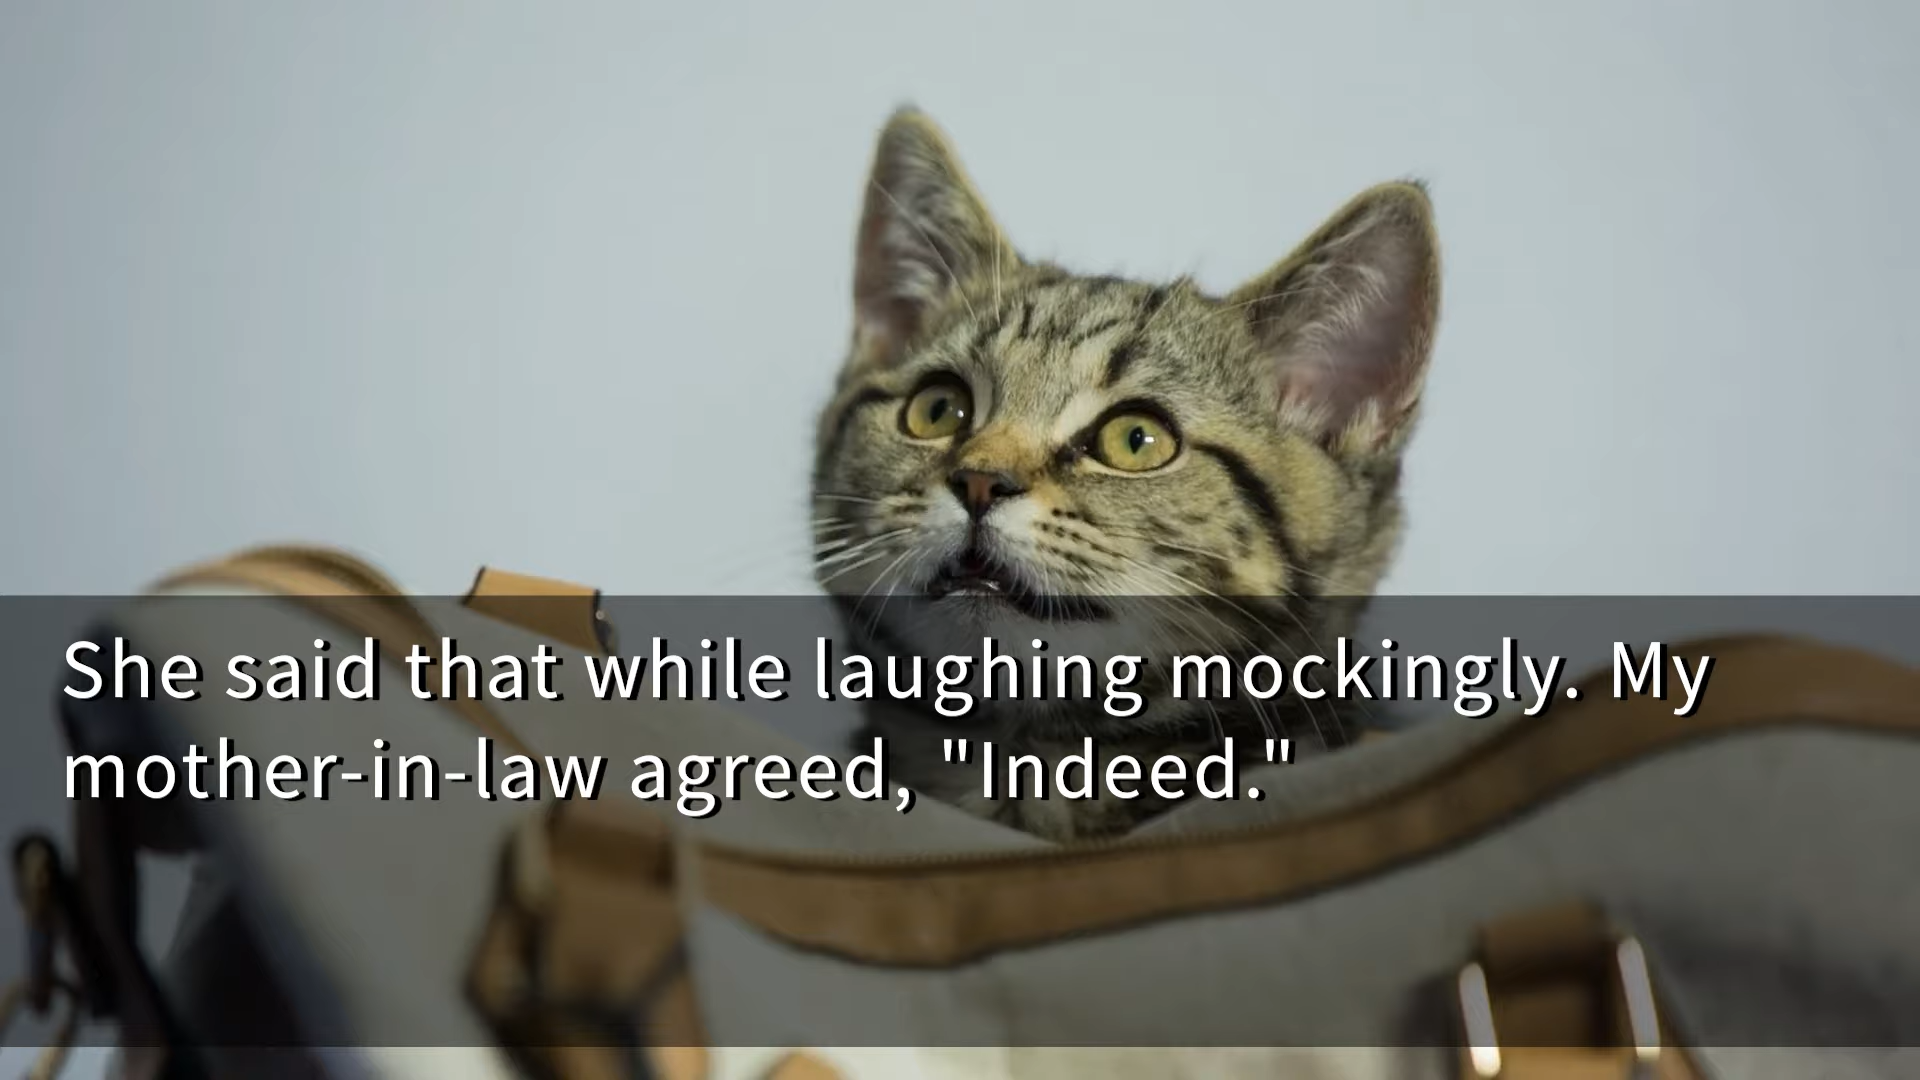 She said that while laughing mockingly. My
mother-in-law agreed, "Indeed."